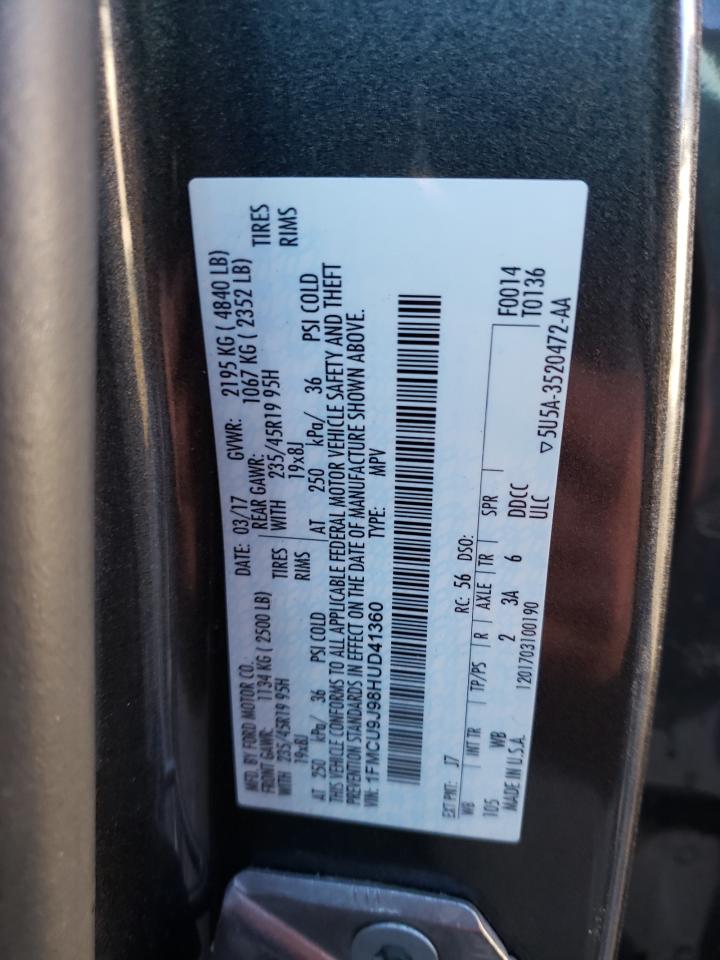 MFD. BY FORD MOTOR CO. DATE: 03/17 GVWR: 2195 KG ( 4840 LB)
FRONT GAWR: 1134 KG ( 2500 LB) REAR GAWR: 1067 KG ( 2352 LB)
WITH 235/45R19 95H TIRES WITH 235/45R19 95H TIRES
19x8J RIMS 19x8J RIMS
AT 250 kPa/ 36 PSI COLD AT 250 kPa/ 36 PSI COLD
THIS VEHICLE CONFORMS TO ALL APPLICABLE FEDERAL MOTOR VEHICLE SAFETY AND THEFT
PREVENTION STANDARDS IN EFFECT ON THE DATE OF MANUFACTURE SHOWN ABOVE.
VIN: 1FMCU9J98HUD41360 TYPE: MPV
EXT PNT: J7 RC: 56 DSO:
WB INT TR TP/PS R AXLE TR SPR F0014
105 WB 2 3A 6 DDCC T0136
MADE IN U.S.A. 1201703100190 ULC
▽5U5A-3520472-AA